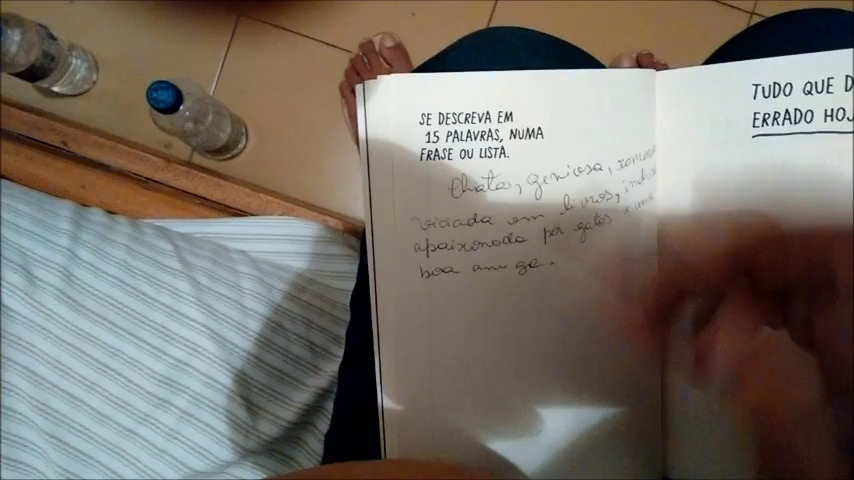 SE DESCREVA EM
15 PALAVRAS, NUMA
FRASE OU LISTA.
Chata, geniosa,
viciada em livros,
apaixonada por gatos e uma
boa amiga.
TUDO QUE D
ERRADO HOJ